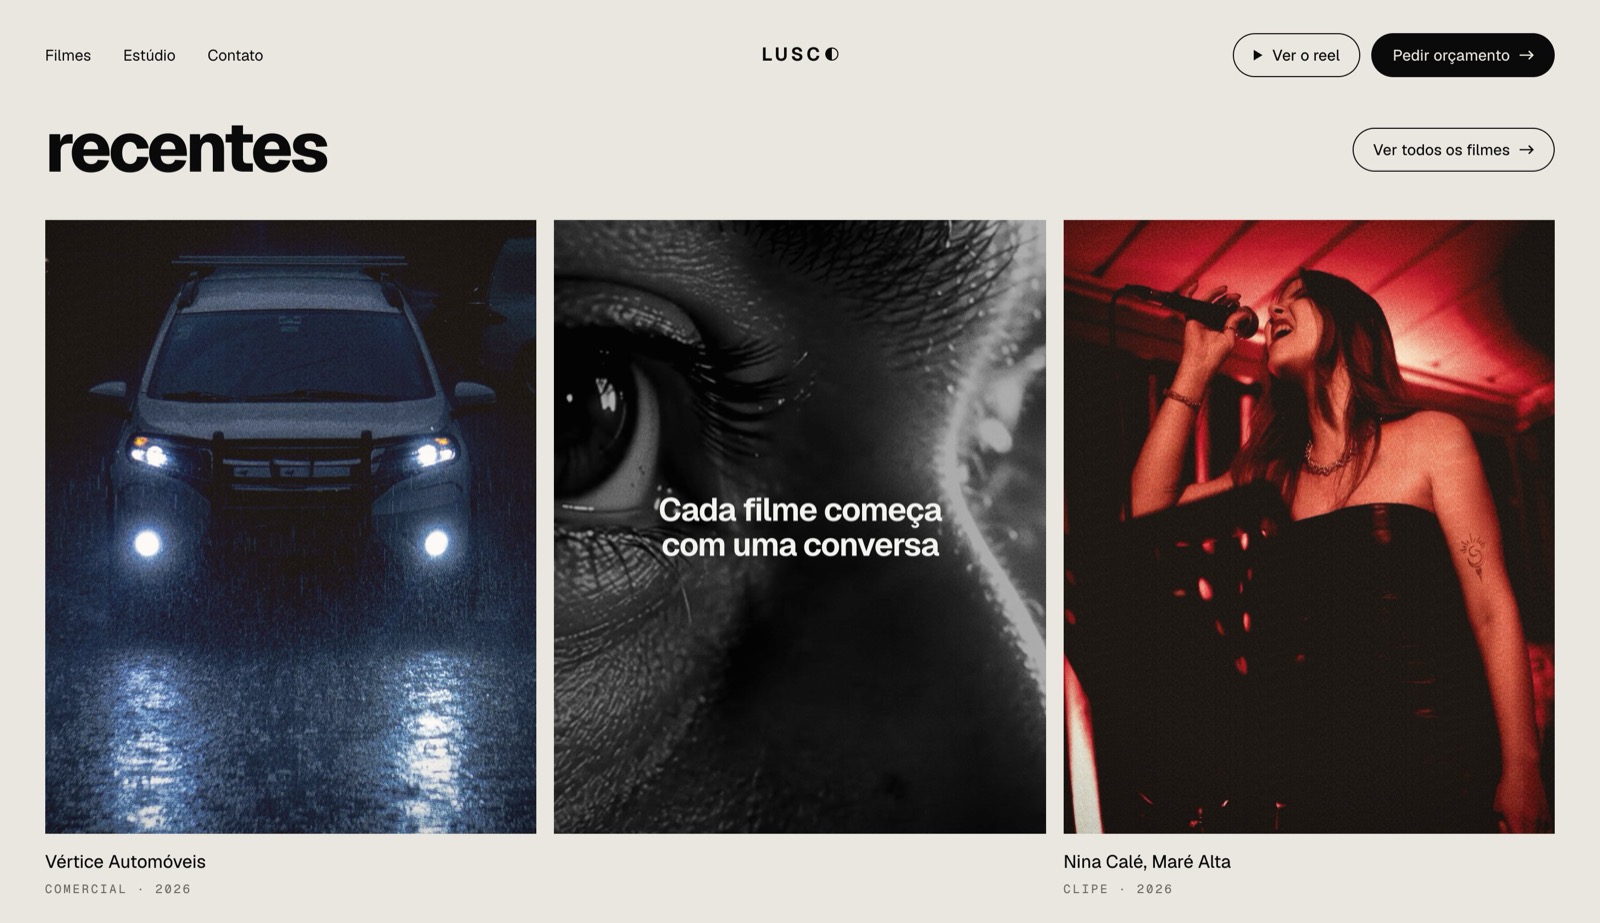 Filmes Estúdio Contato
LUSC
Ver o reel
Pedir orçamento →
recentes
Ver todos os filmes →
Cada filme começa
com uma conversa
Vértice Automóveis
COMERCIAL · 2026
Nina Calé, Maré Alta
CLIPE · 2026